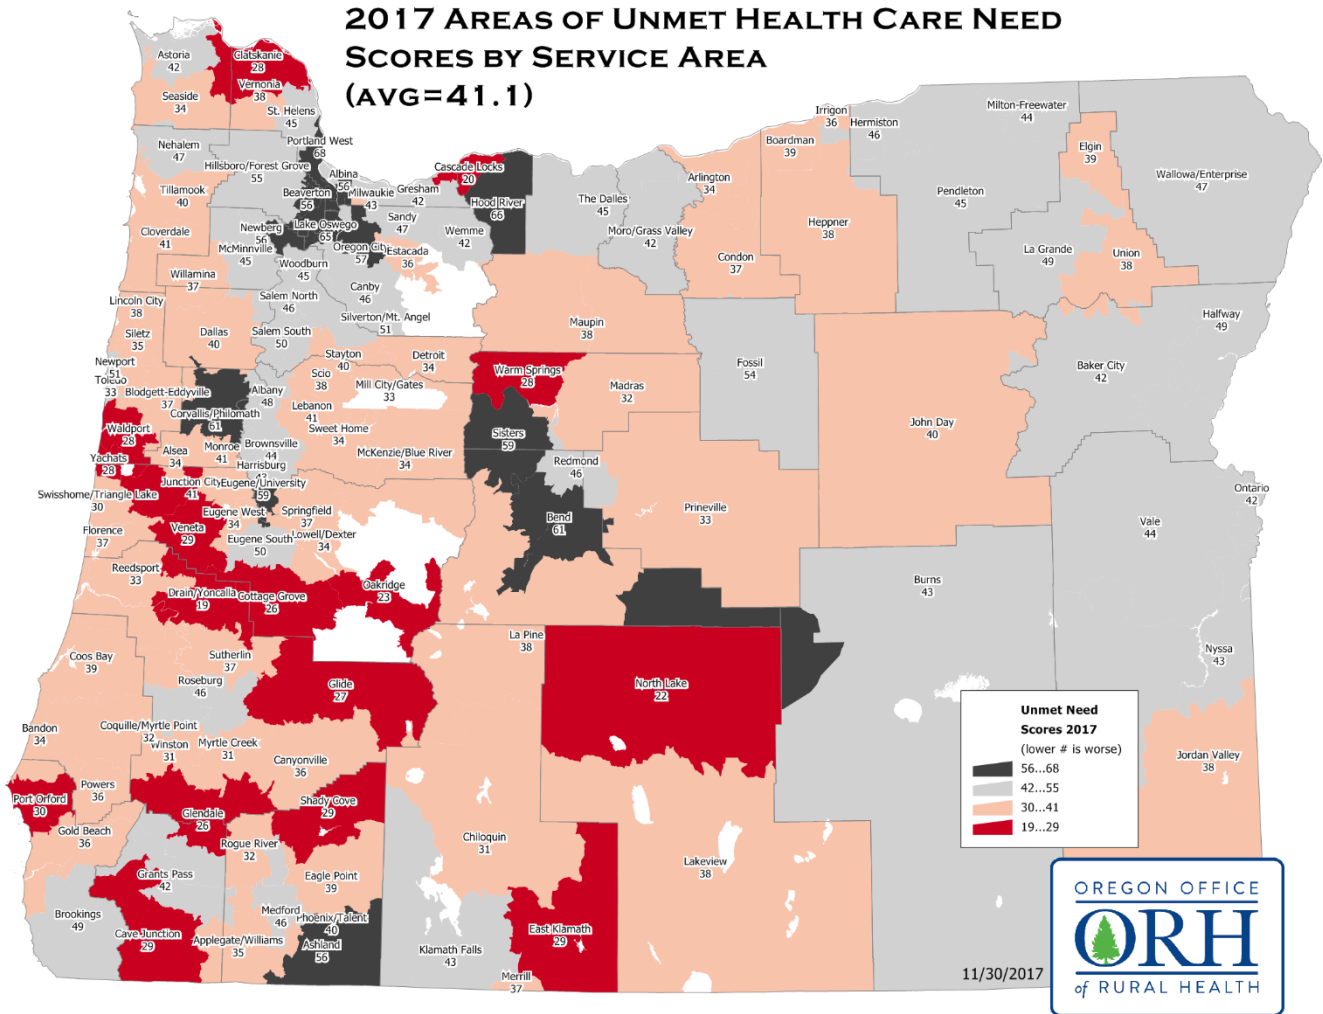 2017 Areas of Unmet Health Care Need
Scores by Service Area
(avg=41.1)
Astoria
42
Clatskanie
28
Vernonia
38
Seaside
34
St. Helens
45
Portland West
68
Nehalem
47
Hillsboro/Forest Grove
55
Albina
56
Beaverton
56
Milwaukie
43
Gresham
42
Cascade Locks
20
Hood River
66
Tillamook
40
Sandy
47
Wemme
42
Lake Oswego
65
Newberg
56
Oregon City
57
Estacada
36
Cloverdale
41
McMinnville
45
Woodburn
45
Willamina
37
Canby
46
Salem North
46
Silverton/Mt. Angel
51
Lincoln City
38
Siletz
35
Dallas
40
Salem South
50
Stayton
40
Detroit
34
Newport
51
Toledo
33
Blodgett-Eddyville
37
Scio
38
Mill City/Gates
33
Albany
48
Corvallis/Philomath
61
Lebanon
41
Sweet Home
34
Waldport
28
Alsea
34
Monroe
41
Brownsville
44
McKenzie/Blue River
34
Yachats
28
Harrisburg
Junction City
41
Eugene/University
59
Swisshome/Triangle Lake
30
Eugene West
34
Springfield
37
Florence
37
Veneta
29
Eugene South
50
Lowell/Dexter
34
Reedsport
33
Drain/Yoncalla
19
Cottage Grove
26
Oakridge
23
The Dalles
45
Moro/Grass Valley
42
Arlington
34
Boardman
39
Irrigon
36
Hermiston
46
Milton-Freewater
44
Elgin
39
Wallowa/Enterprise
47
Pendleton
45
Heppner
38
Condon
37
La Grande
49
Union
38
Maupin
38
Halfway
49
Fossil
54
Baker City
42
Warm Springs
28
Madras
32
Sisters
59
John Day
40
Redmond
46
Bend
61
Prineville
33
Ontario
42
Vale
44
Burns
43
Nyssa
43
La Pine
38
Coos Bay
39
Sutherlin
37
Roseburg
46
Glide
27
North Lake
22
Bandon
34
Coquille/Myrtle Point
32
Winston
31
Myrtle Creek
31
Canyonville
36
Jordan Valley
38
Powers
36
Port Orford
30
Glendale
26
Shady Cove
29
Gold Beach
36
Rogue River
32
Chiloquin
31
Lakeview
38
Grants Pass
42
Eagle Point
39
Brookings
49
Medford
46
Phoenix/Talent
40
Ashland
56
Cave Junction
29
Applegate/Williams
35
Klamath Falls
43
East Klamath
29
Merrill
37
Unmet Need
Scores 2017
(lower # is worse)
56...68
42...55
30...41
19...29
11/30/2017
OREGON OFFICE
ORH
of RURAL HEALTH